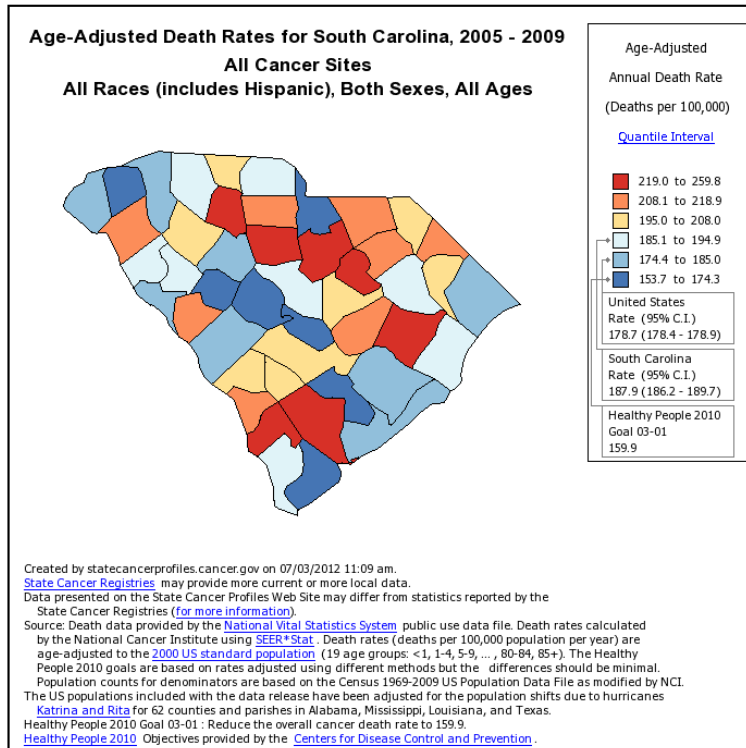 Age-Adjusted Death Rates for South Carolina, 2005 - 2009
All Cancer Sites
All Races (includes Hispanic), Both Sexes, All Ages
Age-Adjusted
Annual Death Rate
(Deaths per 100,000)
Quantile Interval
219.0 to 259.8
208.1 to 218.9
195.0 to 208.0
185.1 to 194.9
174.4 to 185.0
153.7 to 174.3
United States
Rate (95% C.I.)
178.7 (178.4 - 178.9)
South Carolina
Rate (95% C.I.)
187.9 (186.2 - 189.7)
Healthy People 2010
Goal 03-01
159.9
Created by statecancerprofiles.cancer.gov on 07/03/2012 11:09 am.
State Cancer Registries may provide more current or more local data.
Data presented on the State Cancer Profiles Web Site may differ from statistics reported by the
State Cancer Registries (for more information).
Source: Death data provided by the National Vital Statistics System public use data file. Death rates calculated
by the National Cancer Institute using SEER*Stat . Death rates (deaths per 100,000 population per year) are
age-adjusted to the 2000 US standard population (19 age groups: <1, 1-4, 5-9, ... , 80-84, 85+). The Healthy
People 2010 goals are based on rates adjusted using different methods but the differences should be minimal.
Population counts for denominators are based on the Census 1969-2009 US Population Data File as modified by NCI.
The US populations included with the data release have been adjusted for the population shifts due to hurricanes
Katrina and Rita for 62 counties and parishes in Alabama, Mississippi, Louisiana, and Texas.
Healthy People 2010 Goal 03-01 : Reduce the overall cancer death rate to 159.9.
Healthy People 2010 Objectives provided by the Centers for Disease Control and Prevention .